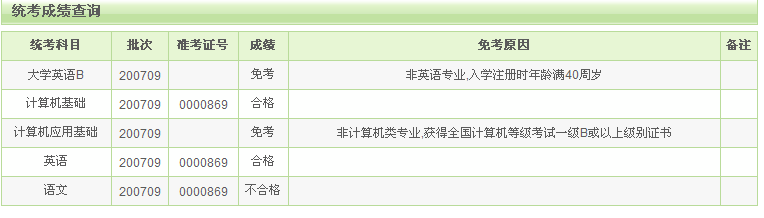 统考成绩查询
统考科目 批次 准考证号 成绩 免考原因 备注
大学英语B 200709 免考 非英语专业,入学注册时年龄满40周岁
计算机基础 200709 0000869 合格
计算机应用基础 200709 免考 非计算机类专业,获得全国计算机等级考试一级B或以上级别证书
英语 200709 0000869 合格
语文 200709 0000869 不合格